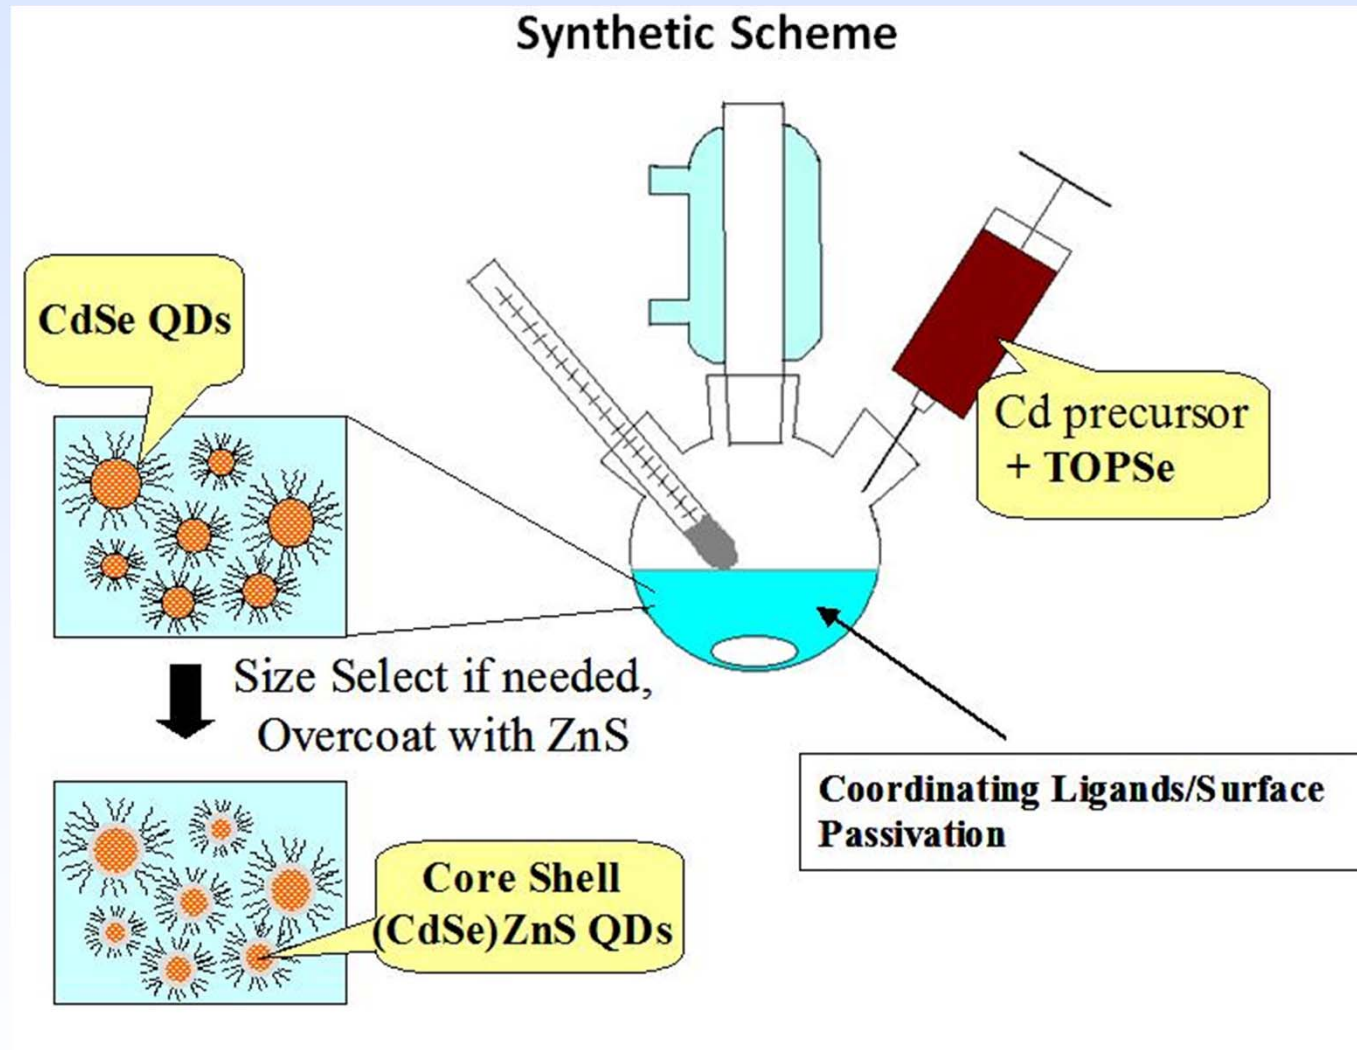 Synthetic Scheme
CdSe QDs
Cd precursor
+ TOPSe
Size Select if needed,
Overcoat with ZnS
Coordinating Ligands/Surface
Passivation
Core Shell
(CdSe)ZnS QDs